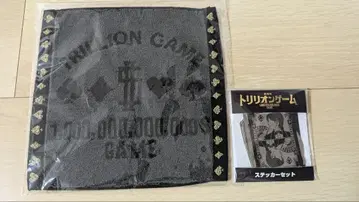 TRILLION GAME
1,000,000,000,000$
GAME
トリリオンゲーム
ステッカーセット